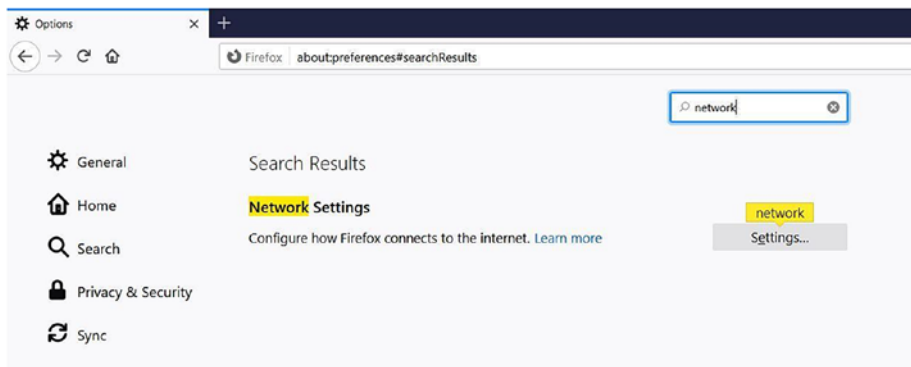 Options
Firefox about:preferences#searchResults
network
General
Search Results
Home
Network Settings
network
Search
Configure how Firefox connects to the internet. Learn more
Settings...
Privacy & Security
Sync